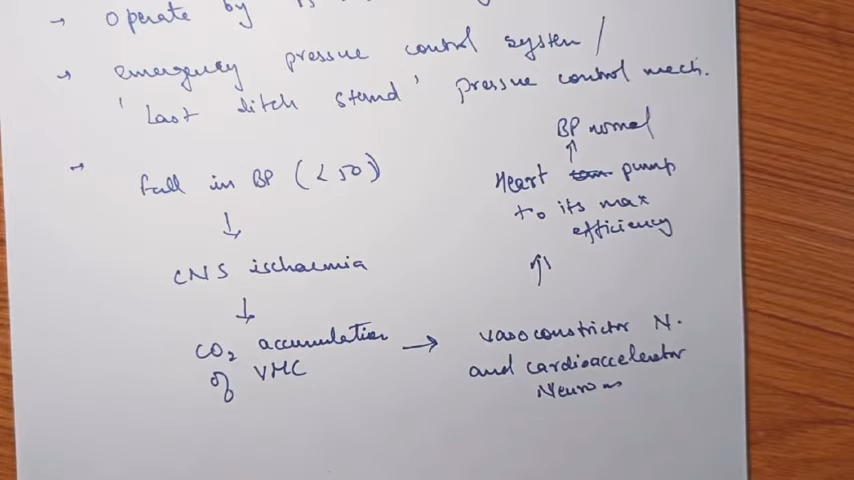 → operate by
→ emergency pressure control system /
'Last ditch stand' pressure control mech.
→ fall in BP (< 50)
↓
CNS ischaemia
↓
CO2 accumulation
of VMC
→ vasoconstrictor N.
and cardioaccelerator
Neurons
↑
Heart pump
to its max
efficiency
↑
BP normal